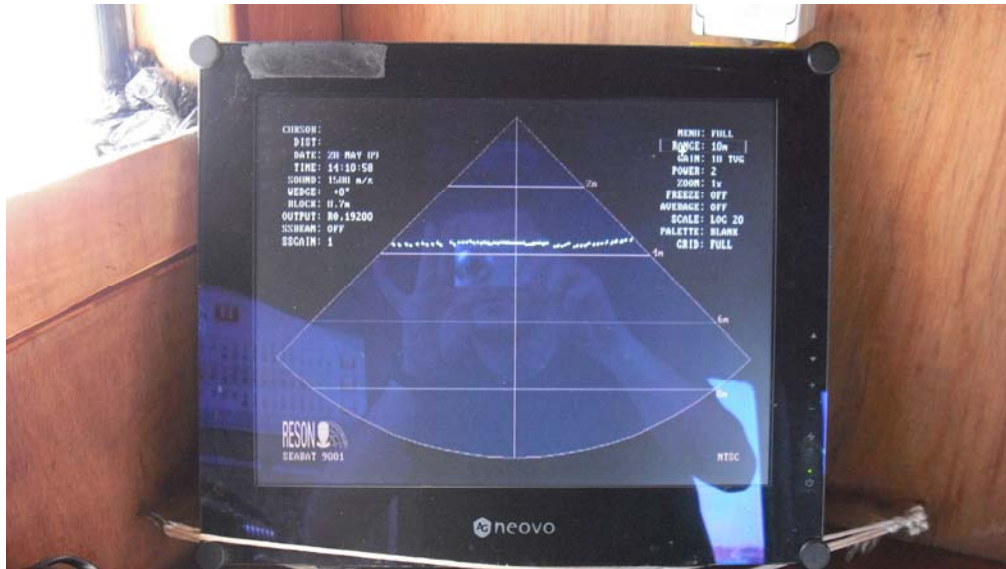 CURSOR:
DIST:
DATE: 20 MAY 09
TIME: 14:10:58
SOUND: 1500 m/s
WEDGE: +0°
BLOCK: 0.7m
OUTPUT: R0.19200
SSBEAM: OFF
SSGAIN: 1
MENU: FULL
RANGE: 10m
GAIN: 10 TVG
POWER: 2
ZOOM: 1x
FREEZE: OFF
AVERAGE: OFF
SCALE: LOG 20
PALETTE: BLANK
GRID: FULL
2m
4m
6m
8m
RESON
SEABAT 9001
NTSC
AG neovo